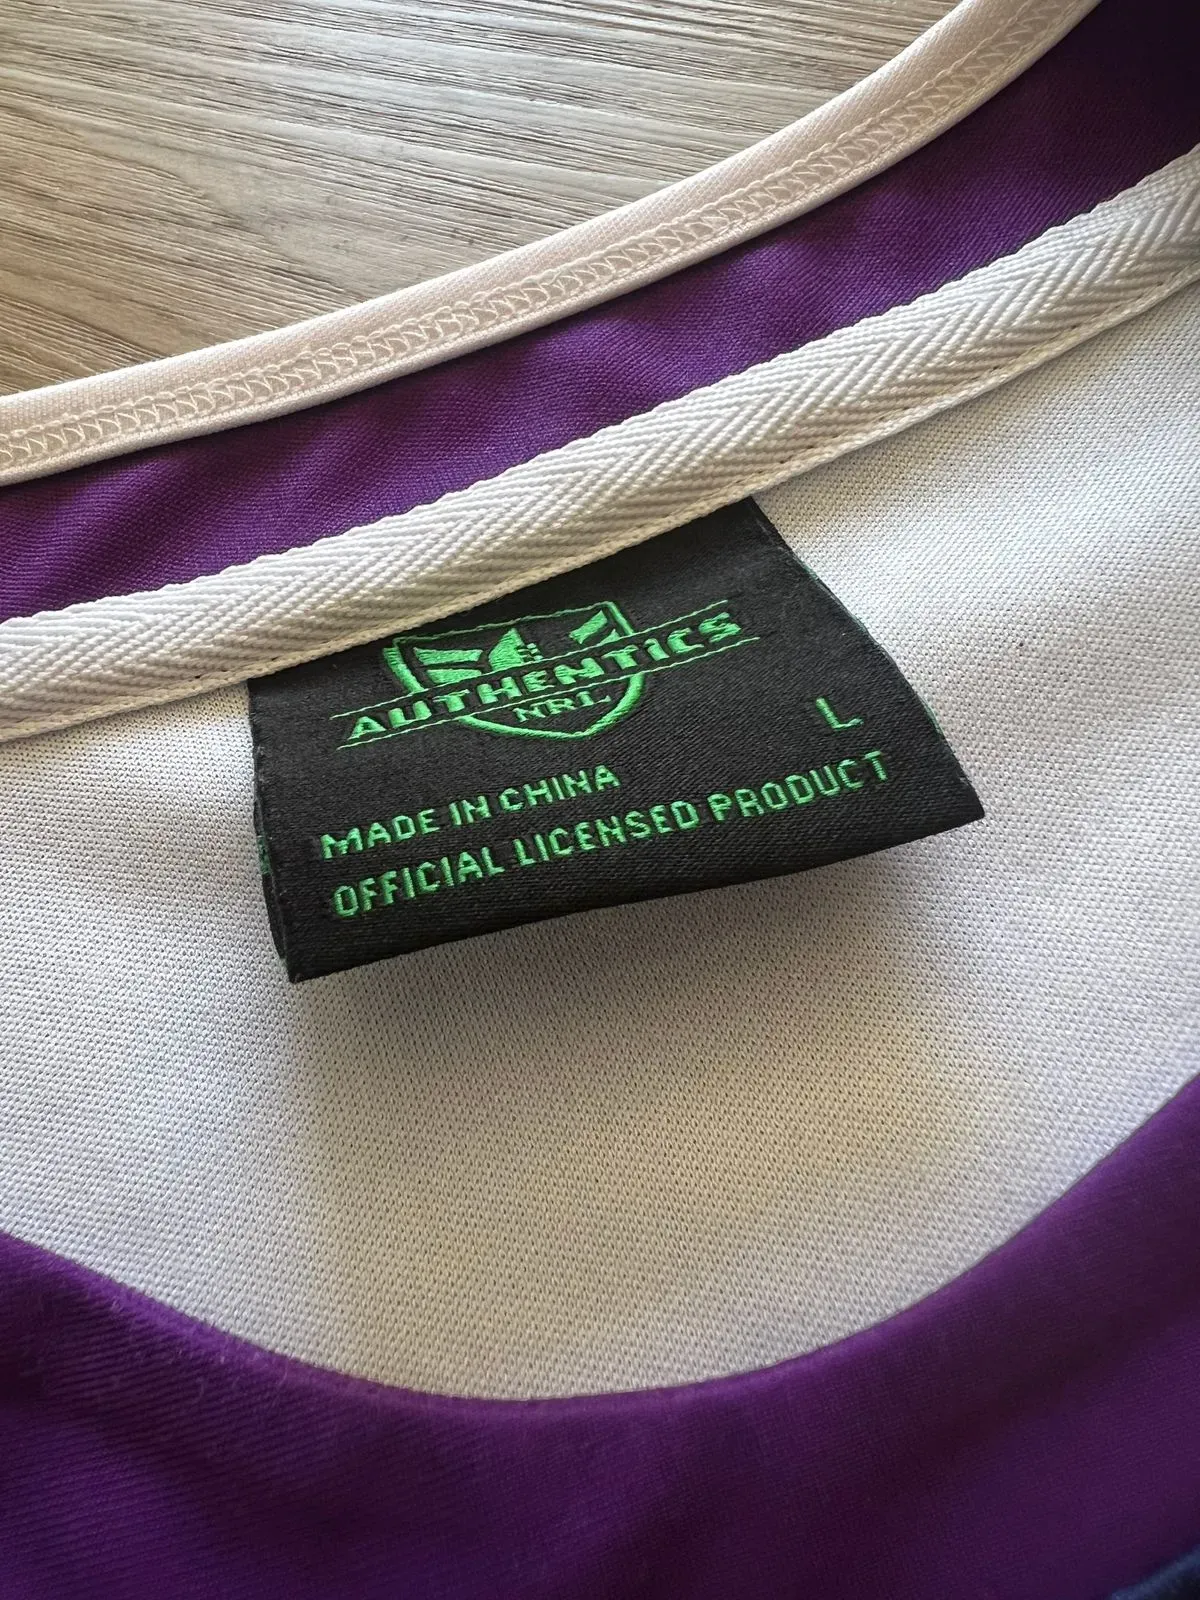 AUTHENTICS
NRL
L
MADE IN CHINA
OFFICIAL LICENSED PRODUCT